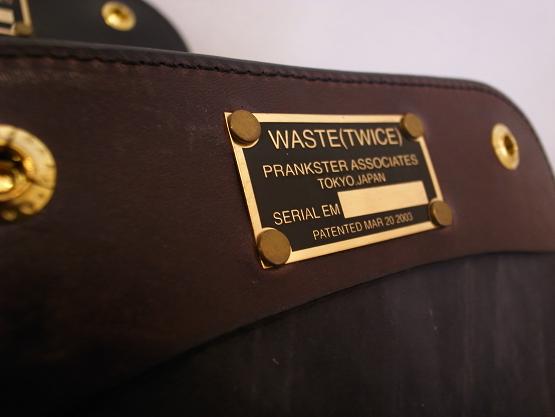 WASTE(TWICE)
PRANKSTER ASSOCIATES
TOKYO.JAPAN
SERIAL EM
PATENTED MAR 20 2003